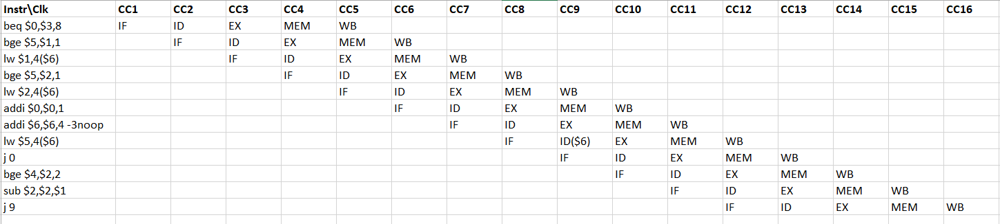 Instr\Clk CC1 CC2 CC3 CC4 CC5 CC6 CC7 CC8 CC9 CC10 CC11 CC12 CC13 CC14 CC15 CC16
beq $0,$3,8 IF ID EX MEM WB
bge $5,$1,1 IF ID EX MEM WB
lw $1,4($6) IF ID EX MEM WB
bge $5,$2,1 IF ID EX MEM WB
lw $2,4($6) IF ID EX MEM WB
addi $0,$0,1 IF ID EX MEM WB
addi $6,$6,4 -3noop IF ID EX MEM WB
lw $5,4($6) IF ID($6) EX MEM WB
j 0 IF ID EX MEM WB
bge $4,$2,2 IF ID EX MEM WB
sub $2,$2,$1 IF ID EX MEM WB
j 9 IF ID EX MEM WB